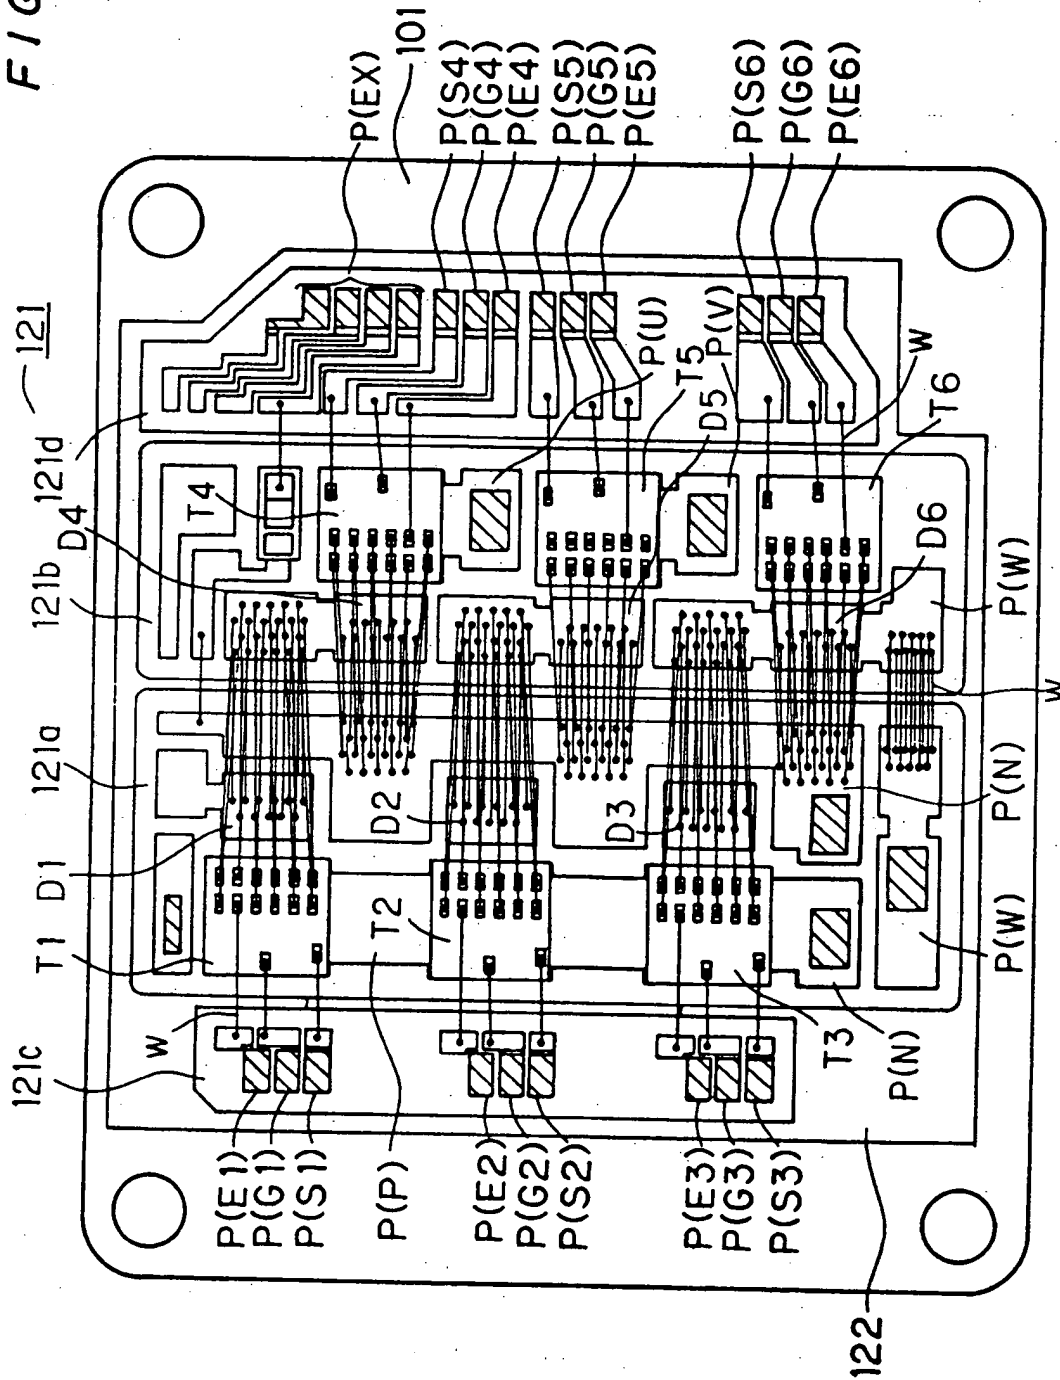 FIG
121
101
P(EX)
P(S4)
P(G4)
P(E4)
P(S5)
P(G5)
P(E5)
P(S6)
P(G6)
P(E6)
121d
D4
T4
121b
P(U)
T5
D5
P(V)
W
T6
D6
P(W)
W
121a
D1
T1
D2
T2
D3
P(N)
P(W)
T3
P(N)
121c
W
P(E1)
P(G1)
P(S1)
P(P)
P(E2)
P(G2)
P(S2)
P(E3)
P(G3)
P(S3)
122